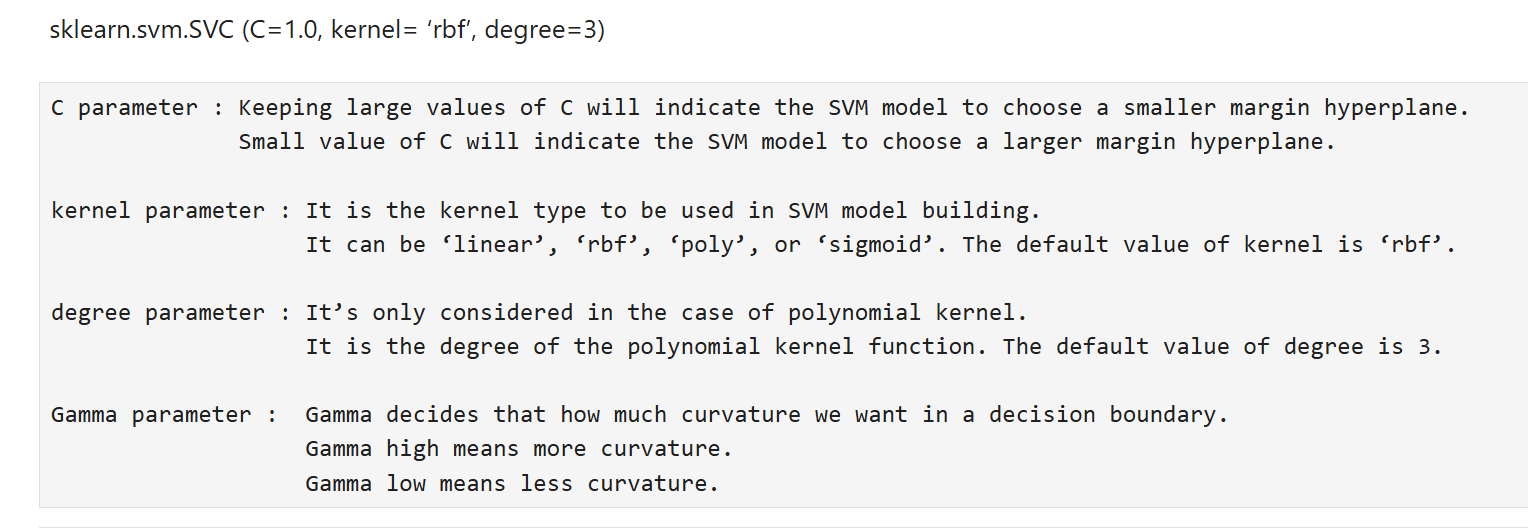 sklearn.svm.SVC (C=1.0, kernel= ‘rbf’, degree=3)
C parameter : Keeping large values of C will indicate the SVM model to choose a smaller margin hyperplane.
Small value of C will indicate the SVM model to choose a larger margin hyperplane.
kernel parameter : It is the kernel type to be used in SVM model building.
It can be ‘linear’, ‘rbf’, ‘poly’, or ‘sigmoid’. The default value of kernel is ‘rbf’.
degree parameter : It’s only considered in the case of polynomial kernel.
It is the degree of the polynomial kernel function. The default value of degree is 3.
Gamma parameter :  Gamma decides that how much curvature we want in a decision boundary.
Gamma high means more curvature.
Gamma low means less curvature.